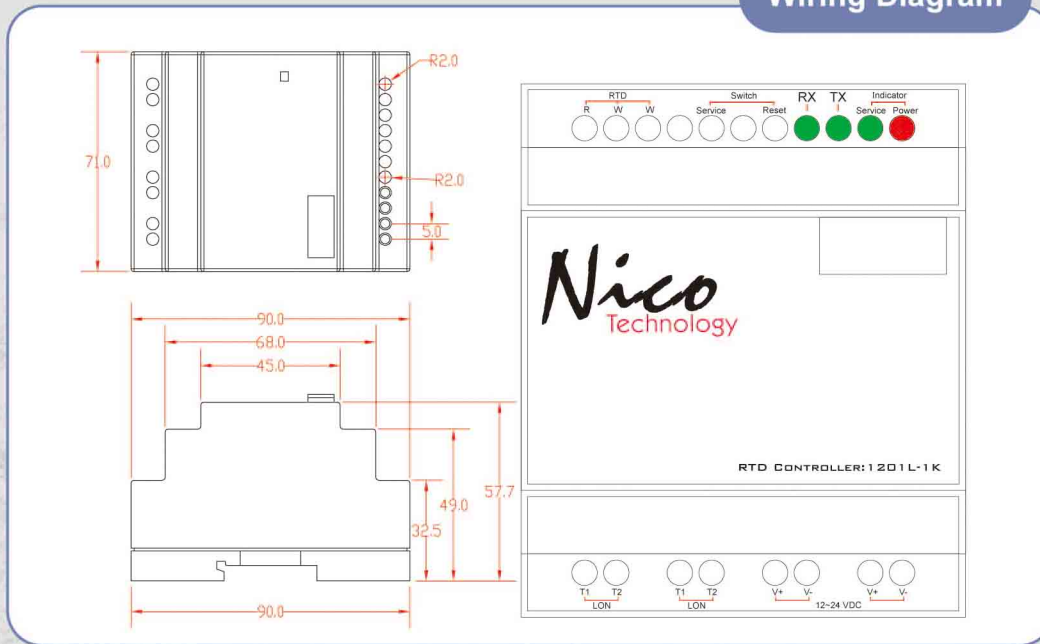 Wiring Diagram
R2.0
71.0
R2.0
5.0
90.0
68.0
45.0
57.7
49.0
32.5
90.0
RTD Switch RX TX Indicator
R W W Service Reset Service Power
Nico
Technology
RTD CONTROLLER:1201L-1K
T1 T2 T1 T2 V+ V- V+ V-
LON LON 12~24 VDC